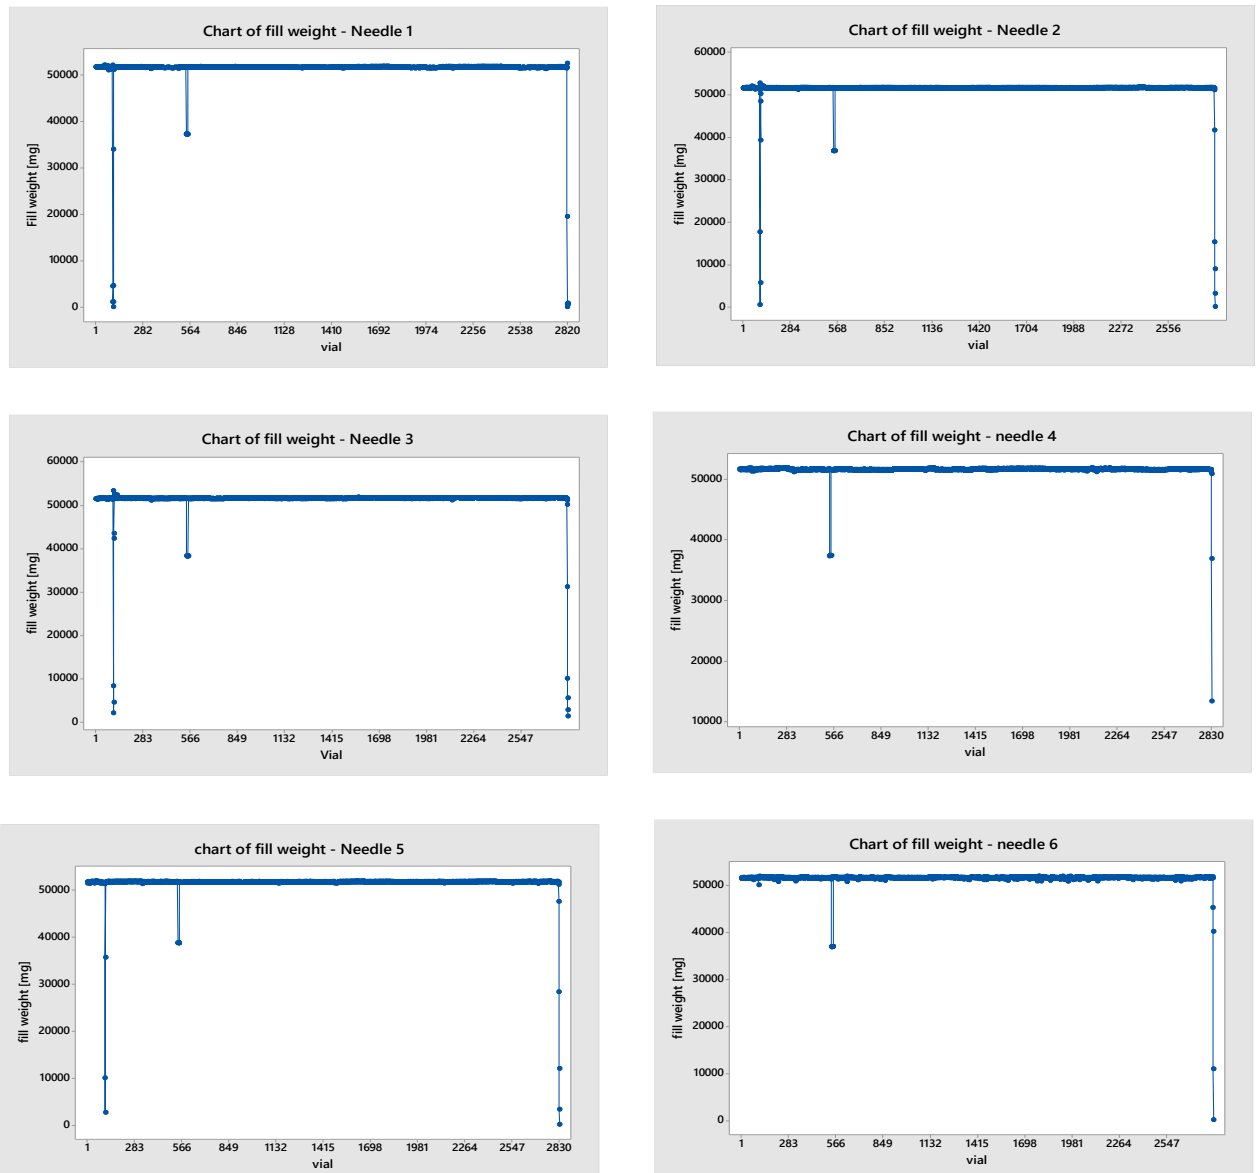 Chart of fill weight - Needle 1
Fill weight [mg]
50000
40000
30000
20000
10000
0
1 282 564 846 1128 1410 1692 1974 2256 2538 2820
vial
Chart of fill weight - Needle 2
fill weight [mg]
60000
50000
40000
30000
20000
10000
0
1 284 568 852 1136 1420 1704 1988 2272 2556
vial
Chart of fill weight - Needle 3
fill weight [mg]
60000
50000
40000
30000
20000
10000
0
1 283 566 849 1132 1415 1698 1981 2264 2547
Vial
Chart of fill weight - needle 4
fill weight [mg]
50000
40000
30000
20000
10000
1 283 566 849 1132 1415 1698 1981 2264 2547 2830
vial
chart of fill weight - Needle 5
fill weight [mg]
50000
40000
30000
20000
10000
0
1 283 566 849 1132 1415 1698 1981 2264 2547 2830
vial
Chart of fill weight - needle 6
fill weight [mg]
50000
40000
30000
20000
10000
0
1 283 566 849 1132 1415 1698 1981 2264 2547
vial